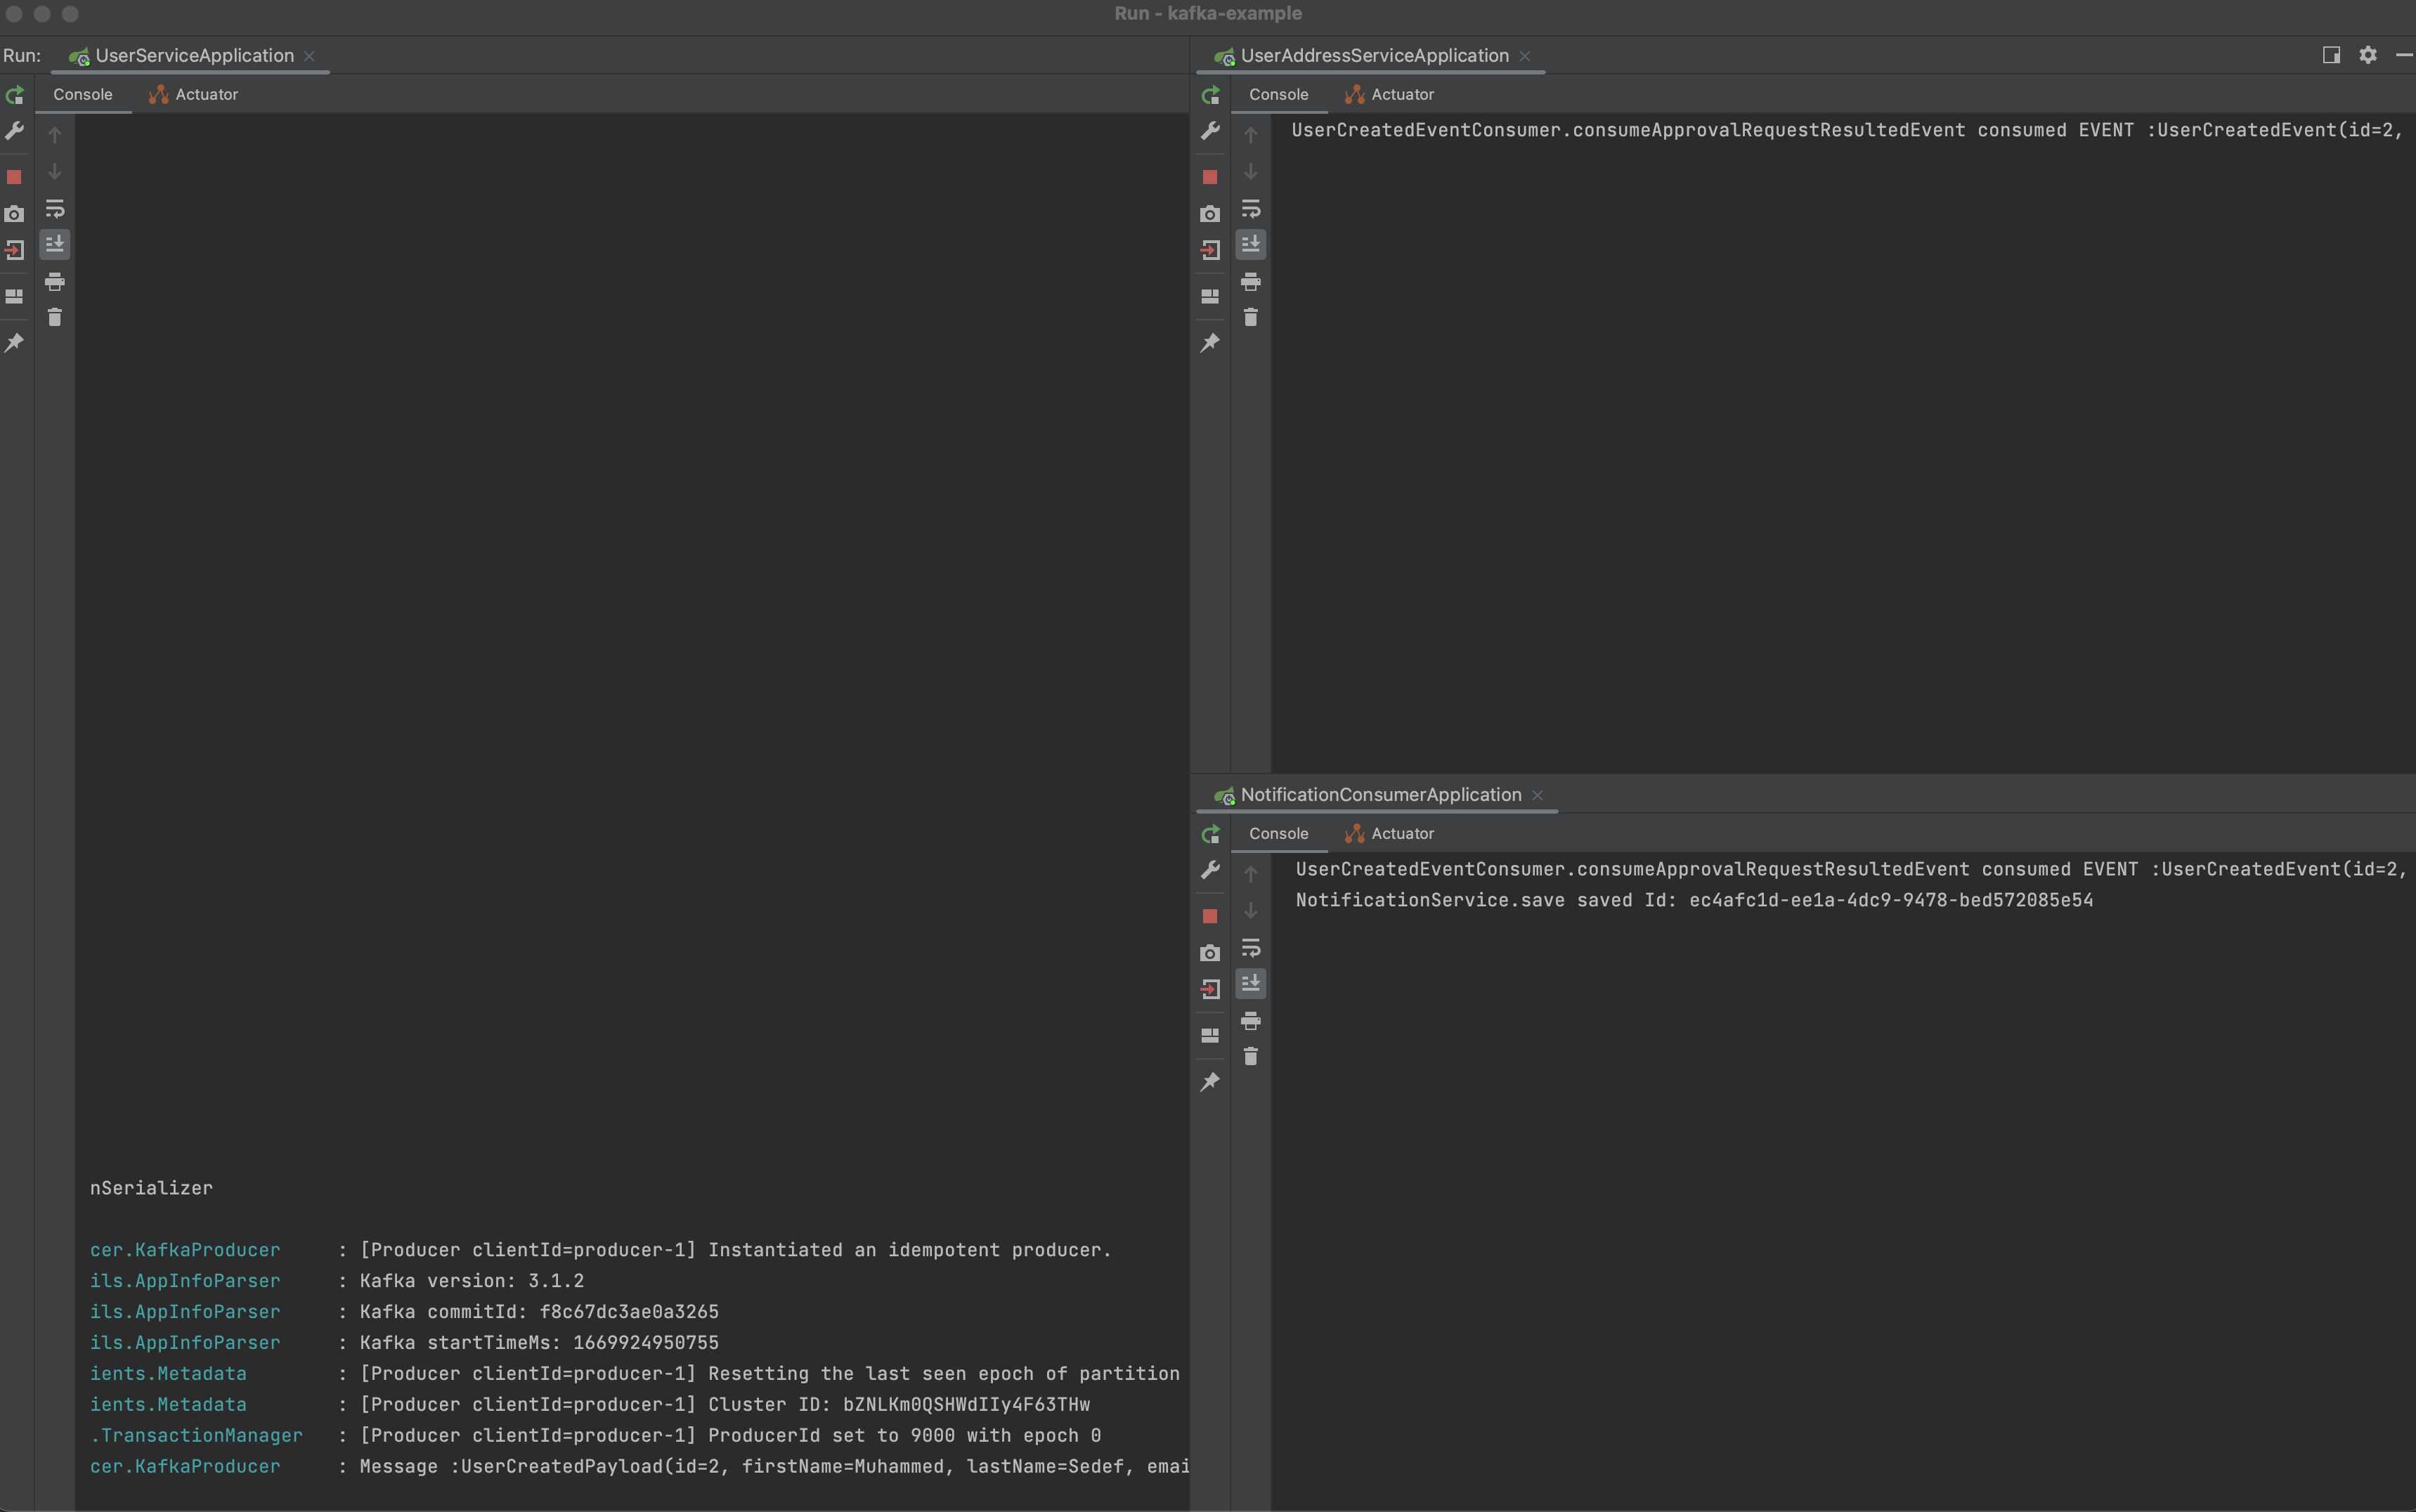 Run - kafka-example
Run:
UserServiceApplication
Console
Actuator
nSerializer
cer.KafkaProducer : [Producer clientId=producer-1] Instantiated an idempotent producer.
ils.AppInfoParser : Kafka version: 3.1.2
ils.AppInfoParser : Kafka commitId: f8c67dc3ae0a3265
ils.AppInfoParser : Kafka startTimeMs: 1669924950755
ients.Metadata : [Producer clientId=producer-1] Resetting the last seen epoch of partition
ients.Metadata : [Producer clientId=producer-1] Cluster ID: bZNLKm0QSHWdIIy4F63THw
.TransactionManager : [Producer clientId=producer-1] ProducerId set to 9000 with epoch 0
cer.KafkaProducer : Message :UserCreatedPayload(id=2, firstName=Muhammed, lastName=Sedef, emai
UserAddressServiceApplication
Console
Actuator
UserCreatedEventConsumer.consumeApprovalRequestResultedEvent consumed EVENT :UserCreatedEvent(id=2,
NotificationConsumerApplication
Console
Actuator
UserCreatedEventConsumer.consumeApprovalRequestResultedEvent consumed EVENT :UserCreatedEvent(id=2,
NotificationService.save saved Id: ec4afc1d-ee1a-4dc9-9478-bed572085e54